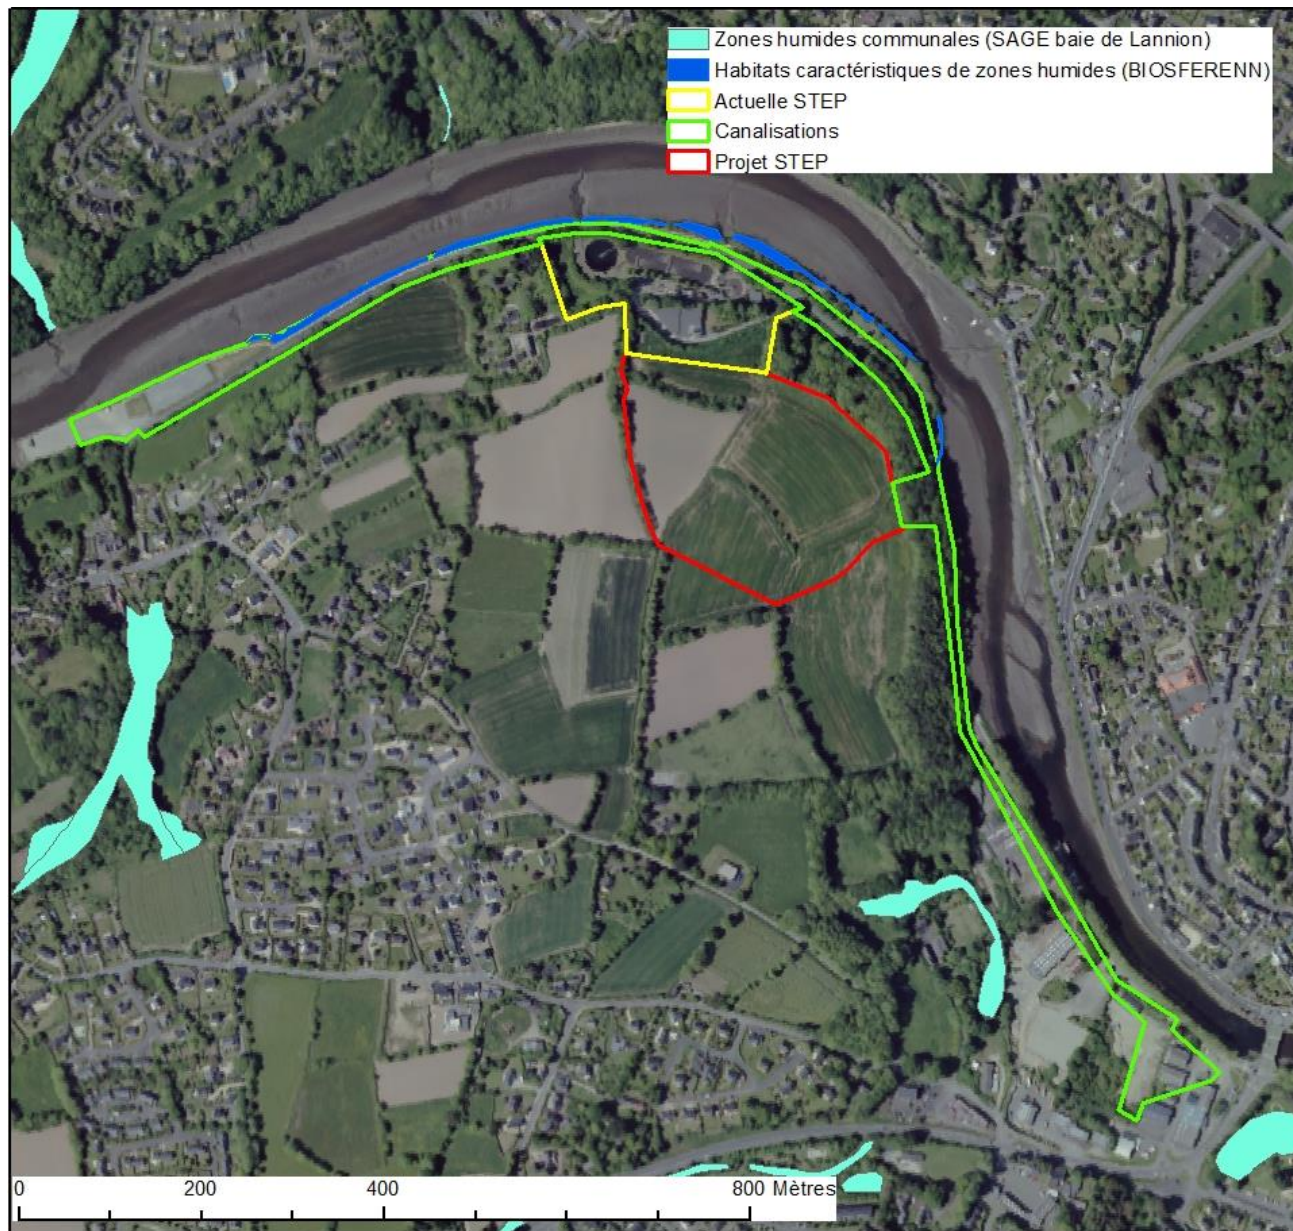 Zones humides communales (SAGE baie de Lannion)
Habitats caractéristiques de zones humides (BIOSFERENN)
Actuelle STEP
Canalisations
Projet STEP
0 200 400 800 Mètres